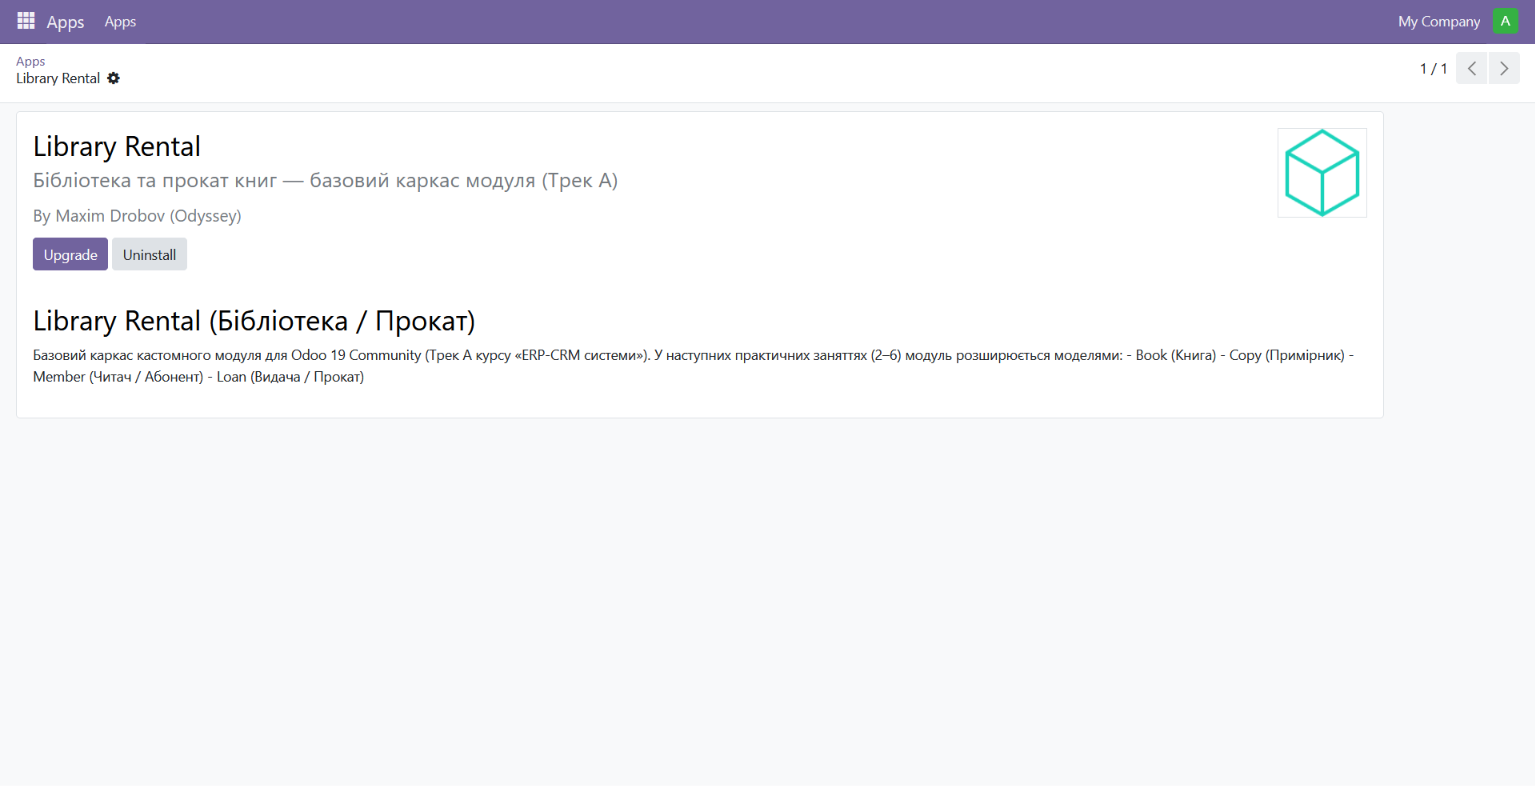 Apps Apps My Company A
Apps
Library Rental
1 / 1
Library Rental
Бібліотека та прокат книг — базовий каркас модуля (Трек А)
By Maxim Drobov (Odyssey)
Upgrade Uninstall
Library Rental (Бібліотека / Прокат)
Базовий каркас кастомного модуля для Odoo 19 Community (Трек А курсу «ERP-CRM системи»). У наступних практичних заняттях (2–6) модуль розширюється моделями: - Book (Книга) - Copy (Примірник) -
Member (Читач / Абонент) - Loan (Видача / Прокат)